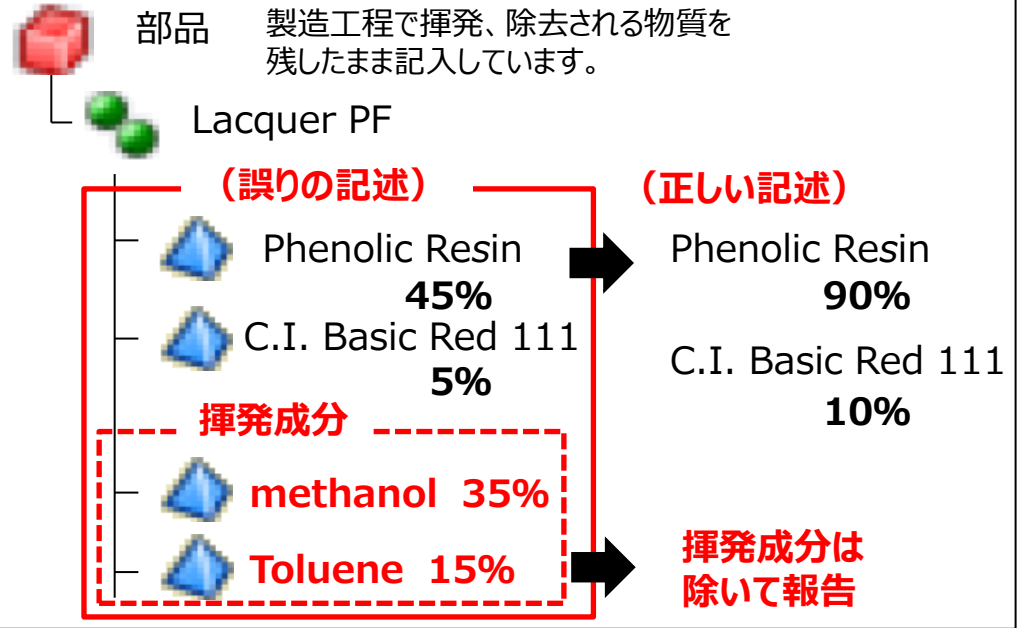 部品
製造工程で揮発、除去される物質を
残したまま記入しています。
Lacquer PF
（誤りの記述）
Phenolic Resin
45%
C.I. Basic Red 111
5%
揮発成分
methanol 35%
Toluene 15%
（正しい記述）
Phenolic Resin
90%
C.I. Basic Red 111
10%
揮発成分は
除いて報告